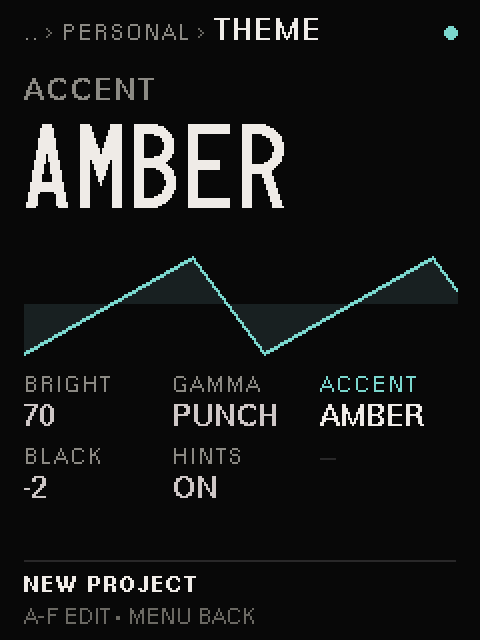 .. > PERSONAL > THEME
ACCENT
AMBER
BRIGHT GAMMA ACCENT
70 PUNCH AMBER
BLACK HINTS —
-2 ON
NEW PROJECT
A-F EDIT · MENU BACK